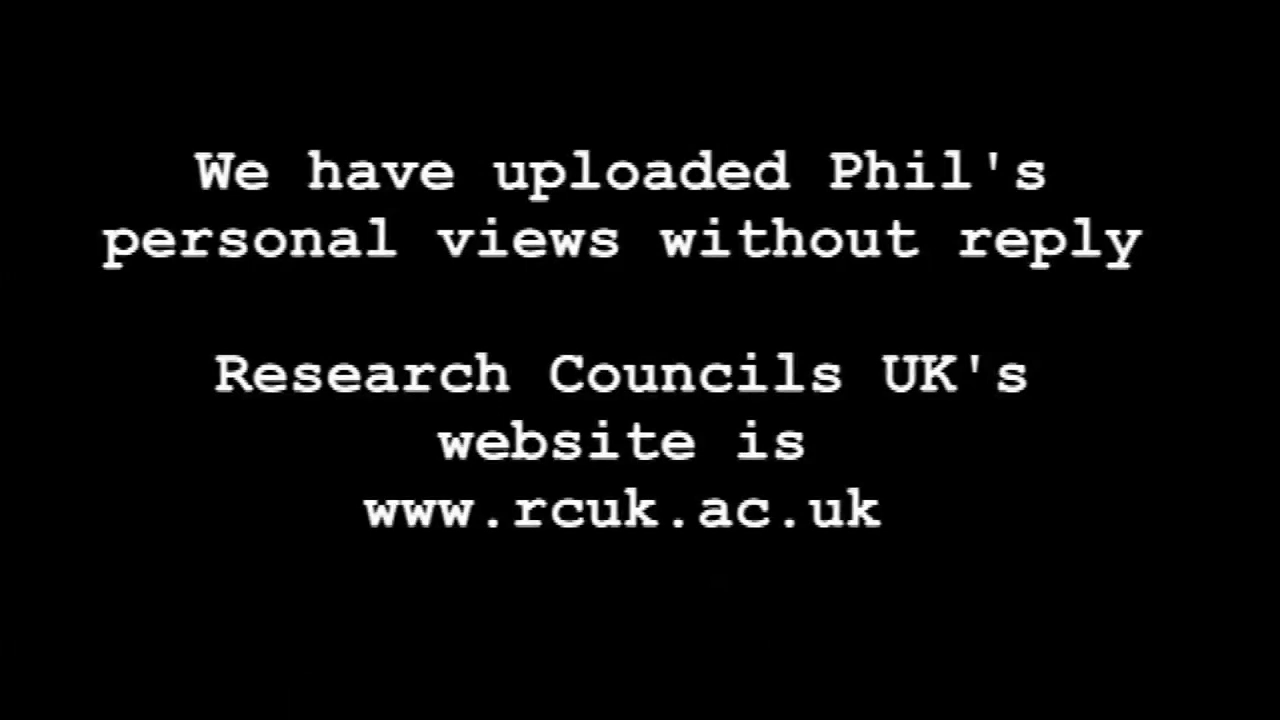 We have uploaded Phil's
personal views without reply
Research Councils UK's
website is
www.rcuk.ac.uk